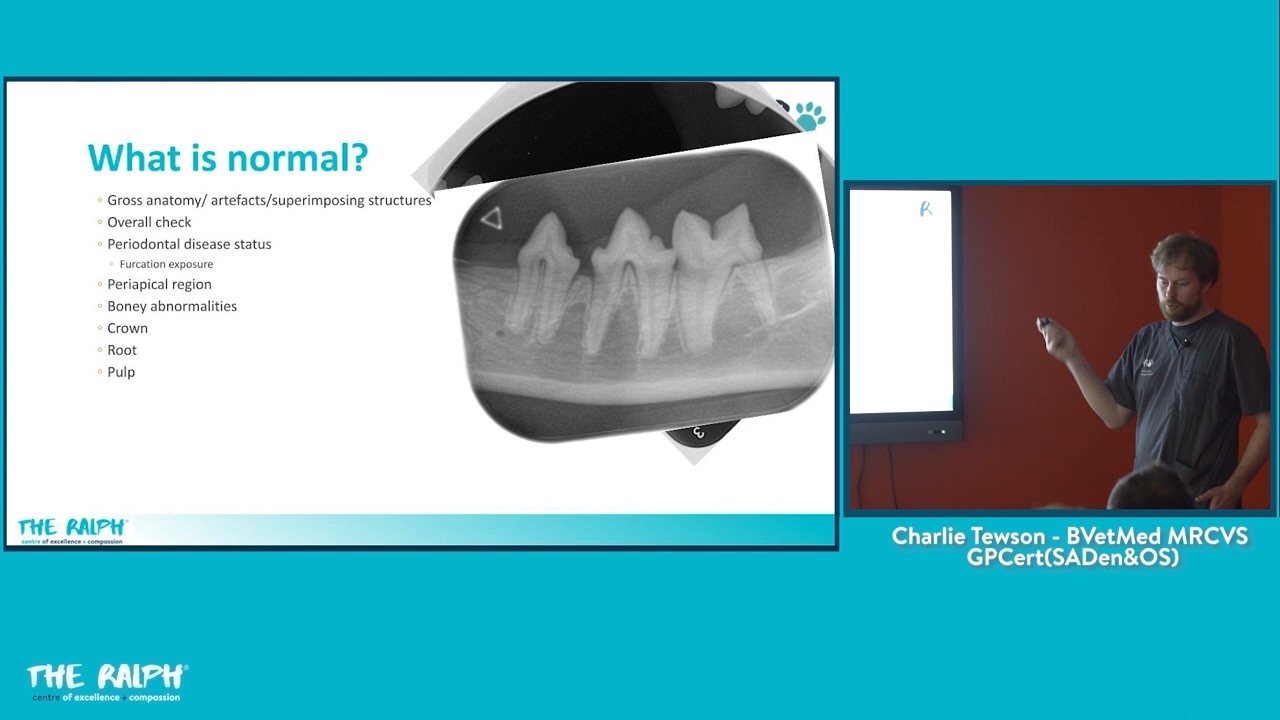 What is normal?
Gross anatomy/ artefacts/superimposing structures
Overall check
Periodontal disease status
Furcation exposure
Periapical region
Boney abnormalities
Crown
Root
Pulp
3
THE RALPH®
centre of excellence + compassion
R
Charlie Tewson - BVetMed MRCVS
GPCert(SADen&OS)
THE RALPH®
centre of excellence + compassion